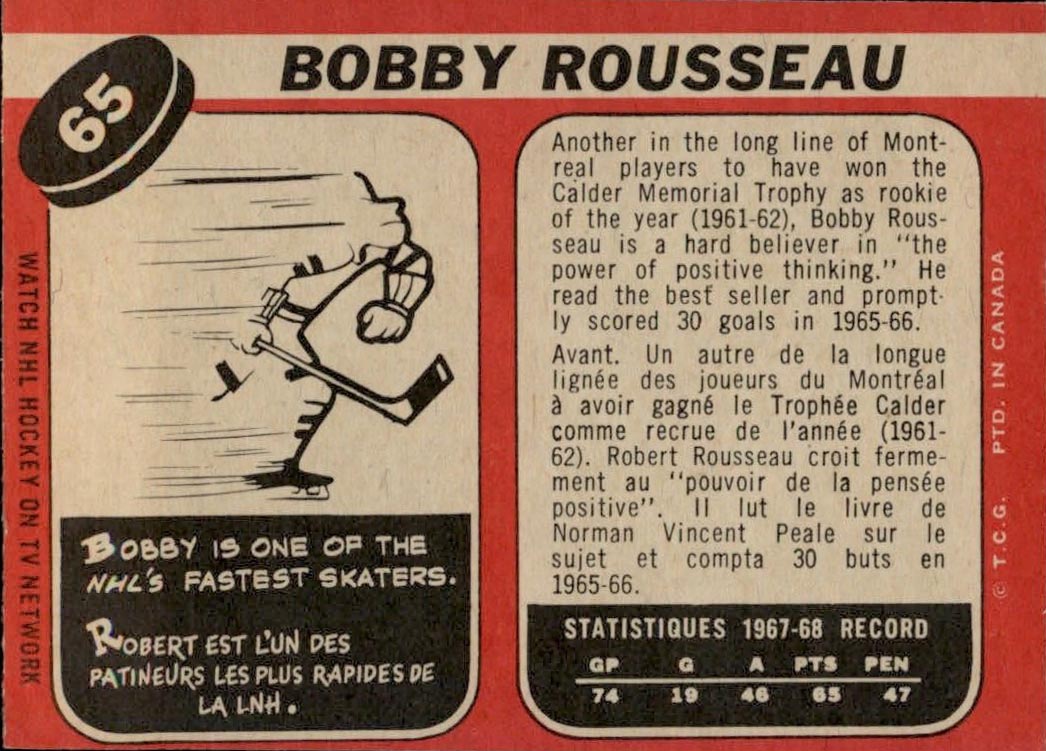 65
BOBBY ROUSSEAU
WATCH NHL HOCKEY ON TV NETWORK
BOBBY IS ONE OF THE
NHL'S FASTEST SKATERS.
ROBERT EST L'UN DES
PATINEURS LES PLUS RAPIDES DE
LA LNH.
Another in the long line of Mont-
real players to have won the
Calder Memorial Trophy as rookie
of the year (1961-62), Bobby Rous-
seau is a hard believer in "the
power of positive thinking." He
read the best seller and prompt-
ly scored 30 goals in 1965-66.
Avant. Un autre de la longue
lignée des joueurs du Montréal
à avoir gagné le Trophée Calder
comme recrue de l'année (1961-
62). Robert Rousseau croit ferme-
ment au "pouvoir de la pensée
positive". Il lut le livre de
Norman Vincent Peale sur le
sujet et compta 30 buts en
1965-66.
STATISTIQUES 1967-68 RECORD
GP G A PTS PEN
74 19 46 65 47
© T.C.G. PTD. IN CANADA